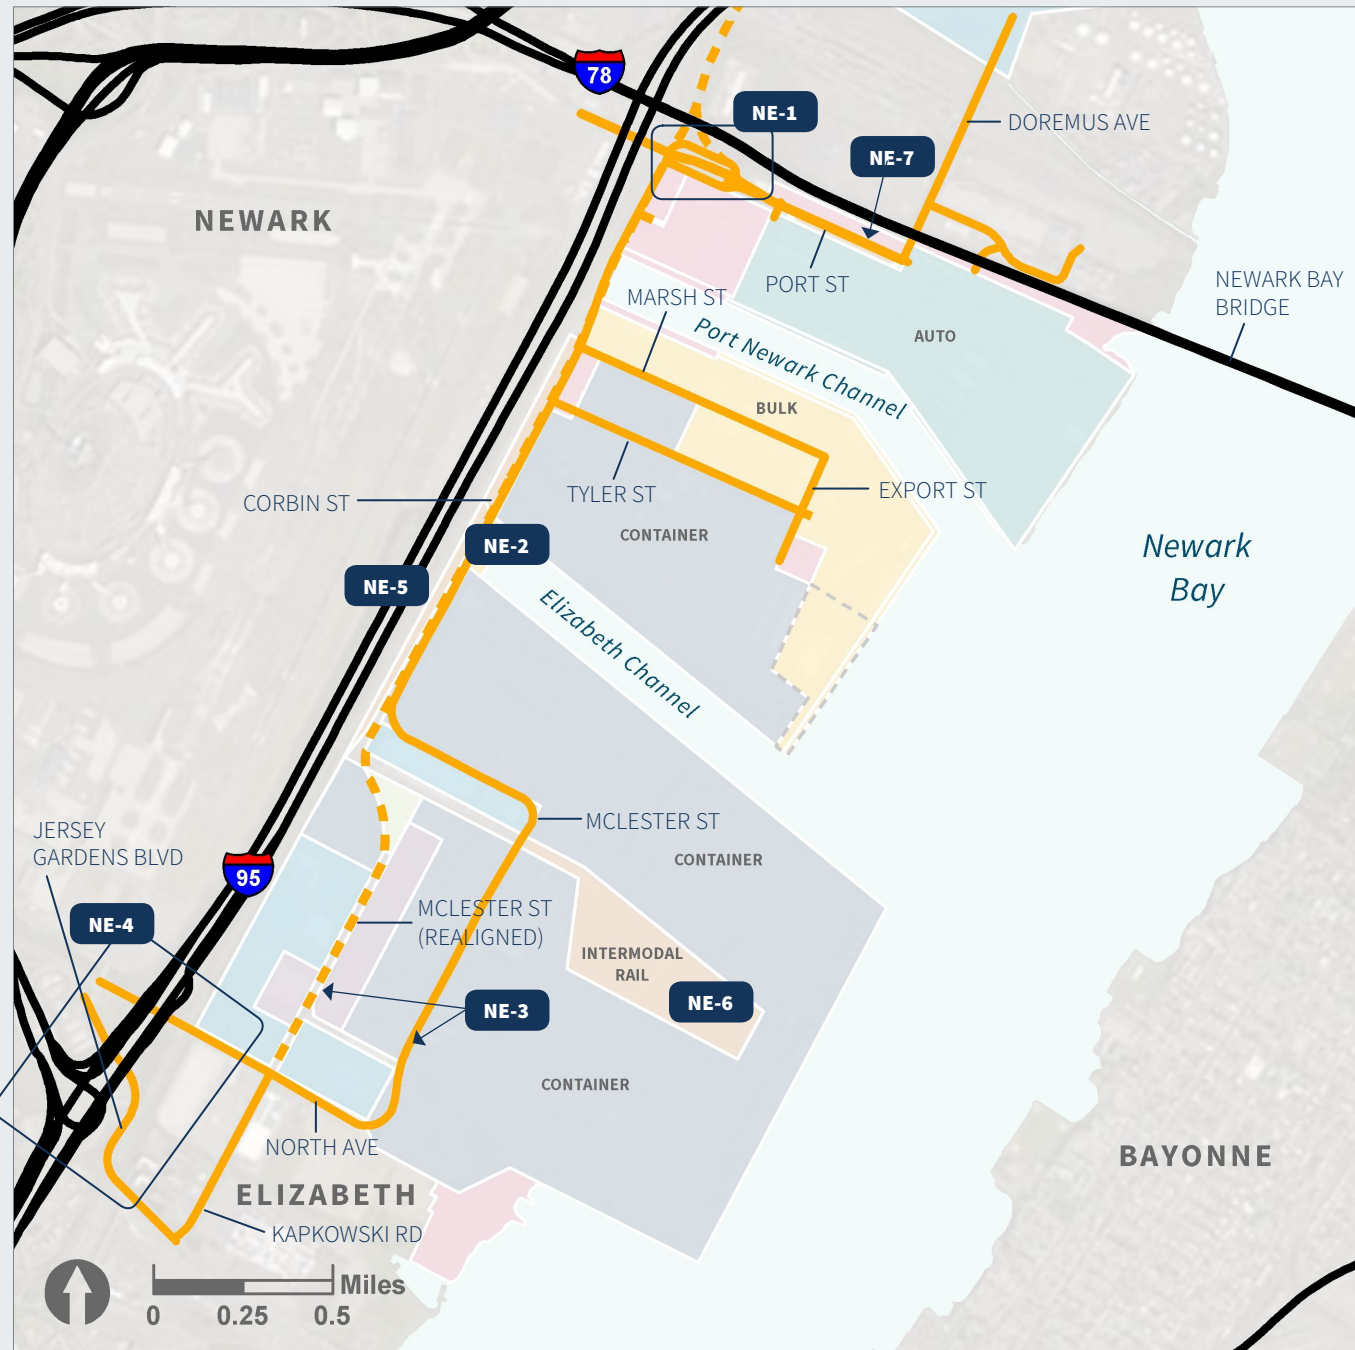 78
NE-1
DOREMUS AVE
NE-7
NEWARK
PORT ST
NEWARK BAY
BRIDGE
MARSH ST
Port Newark Channel
AUTO
BULK
TYLER ST
EXPORT ST
CORBIN ST
CONTAINER
NE-2
Newark
Bay
NE-5
Elizabeth Channel
MCLESTER ST
JERSEY
GARDENS BLVD
CONTAINER
95
NE-4
MCLESTER ST
(REALIGNED)
INTERMODAL
RAIL
NE-6
NE-3
CONTAINER
NORTH AVE
BAYONNE
ELIZABETH
KAPKOWSKI RD
Miles
0 0.25 0.5